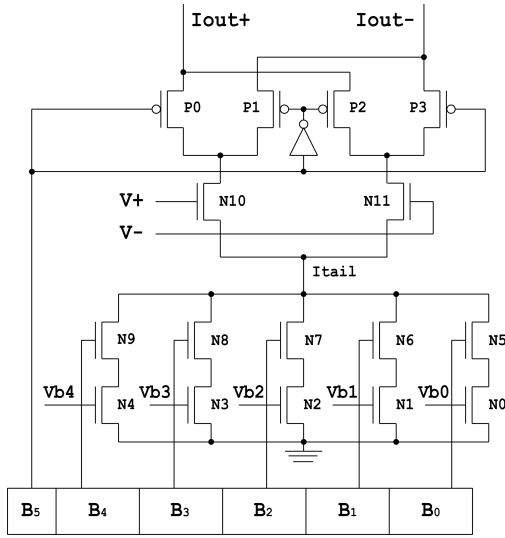 Iout+ Iout-
P0 P1 P2 P3
V+ N10 N11
V-
Itail
N9 N8 N7 N6 N5
Vb4 Vb3 Vb2 Vb1 Vb0
N4 N3 N2 N1 N0
B5 B4 B3 B2 B1 B0